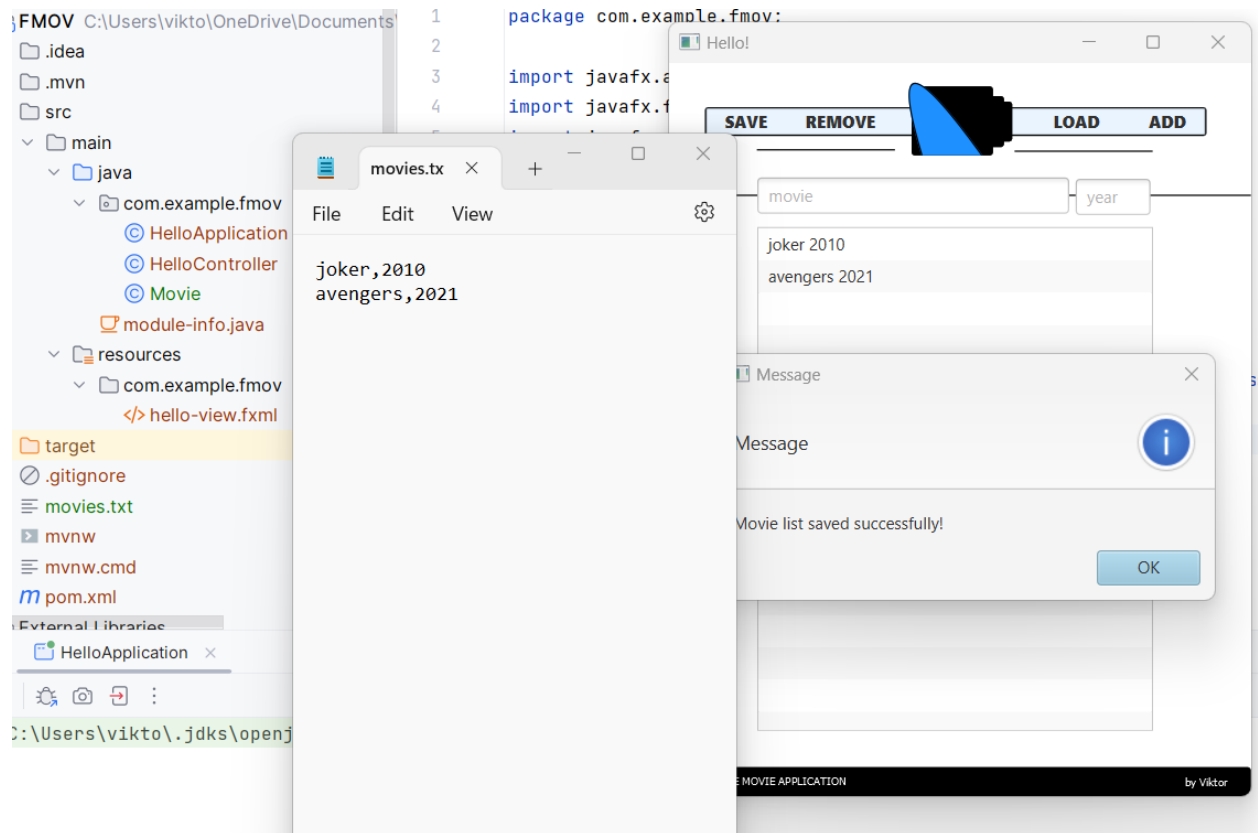 FMOV C:\Users\vikto\OneDrive\Documents\
.idea
.mvn
src
main
java
com.example.fmov
HelloApplication
HelloController
Movie
module-info.java
resources
com.example.fmov
hello-view.fxml
target
.gitignore
movies.txt
mvnw
mvnw.cmd
pom.xml
External Libraries
HelloApplication
C:\Users\vikto\.jdks\openj
1 package com.example.fmov;
2
3 import javafx.a
4 import javafx.f
movies.tx
File Edit View
joker,2010
avengers,2021
Hello!
SAVE REMOVE LOAD ADD
movie year
joker 2010
avengers 2021
Message
Message
Movie list saved successfully!
OK
MOVIE APPLICATION by Viktor